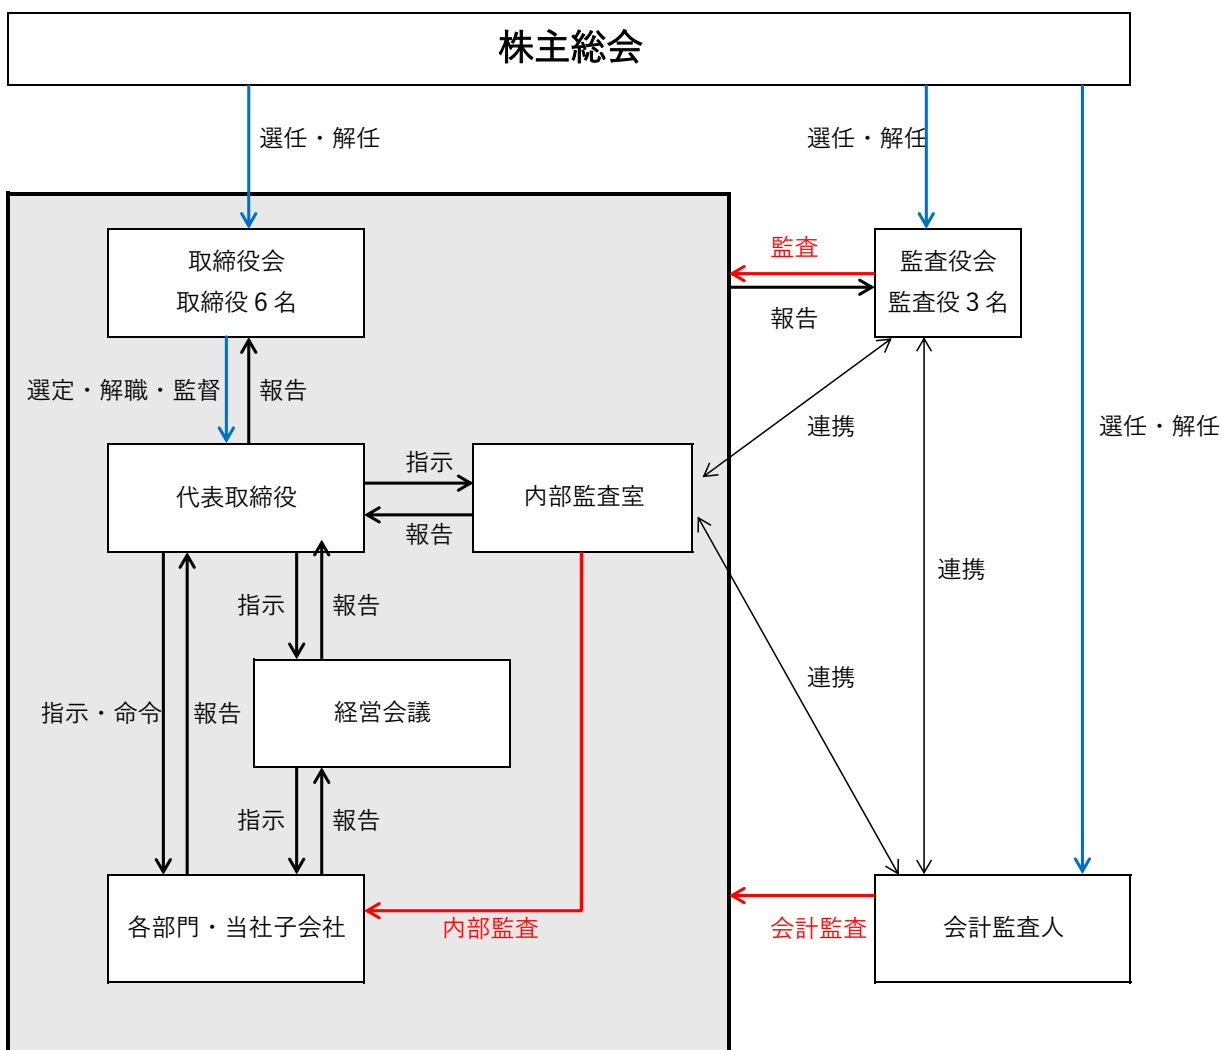 株主総会
選任・解任
選任・解任
取締役会
取締役 6 名
監査
報告
監査役会
監査役 3 名
選定・解職・監督
報告
連携
選任・解任
代表取締役
指示
報告
内部監査室
連携
指示
報告
連携
指示・命令
報告
経営会議
指示
報告
各部門・当社子会社
内部監査
会計監査
会計監査人